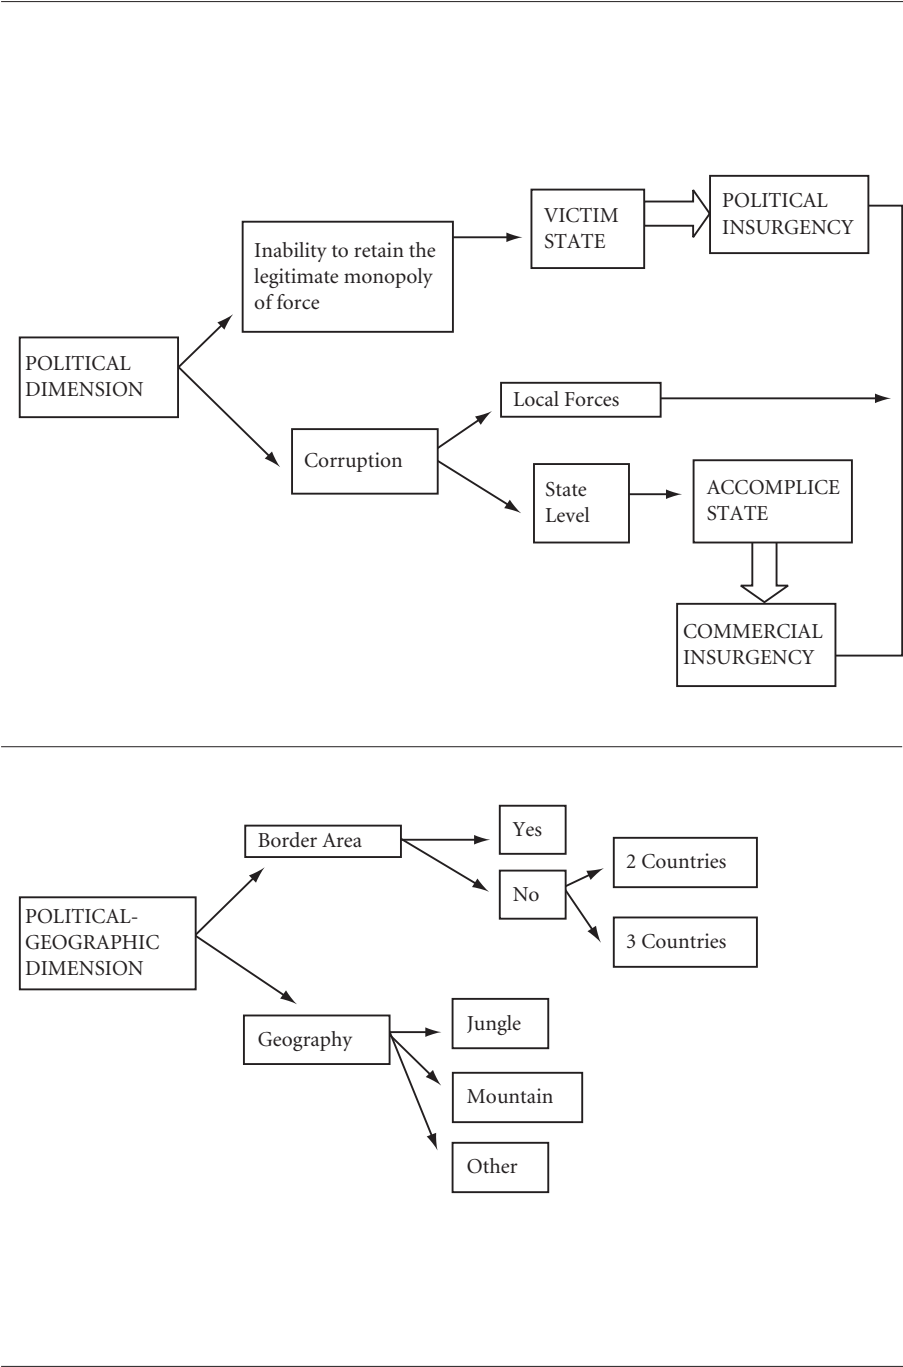 VICTIM
STATE
POLITICAL
INSURGENCY
Inability to retain the
legitimate monopoly
of force
POLITICAL
DIMENSION
Local Forces
Corruption
State
Level
ACCOMPLICE
STATE
COMMERCIAL
INSURGENCY
Border Area
Yes
No
2 Countries
3 Countries
POLITICAL-
GEOGRAPHIC
DIMENSION
Geography
Jungle
Mountain
Other